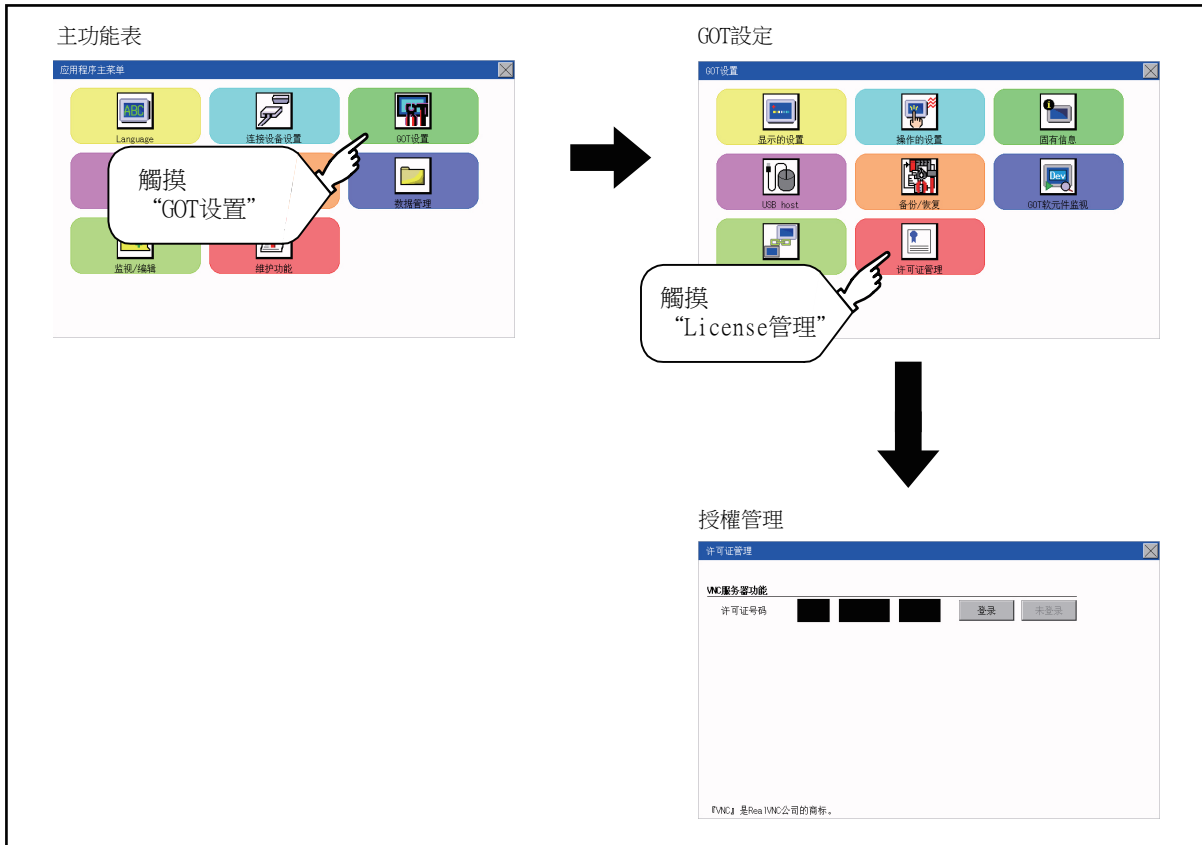 主功能表
应用程序主菜单
Language
连接设备设置
GOT设置
数据管理
监视/编辑
维护功能
觸摸
“GOT设置”
GOT設定
GOT设置
显示的设置
操作的设置
固有信息
USB host
备份/恢复
GOT软元件监视
许可证管理
觸摸
“License管理”
授權管理
许可证管理
VNC服务器功能
许可证号码
登录
未登录
『VNC』是RealVNC公司的商标。